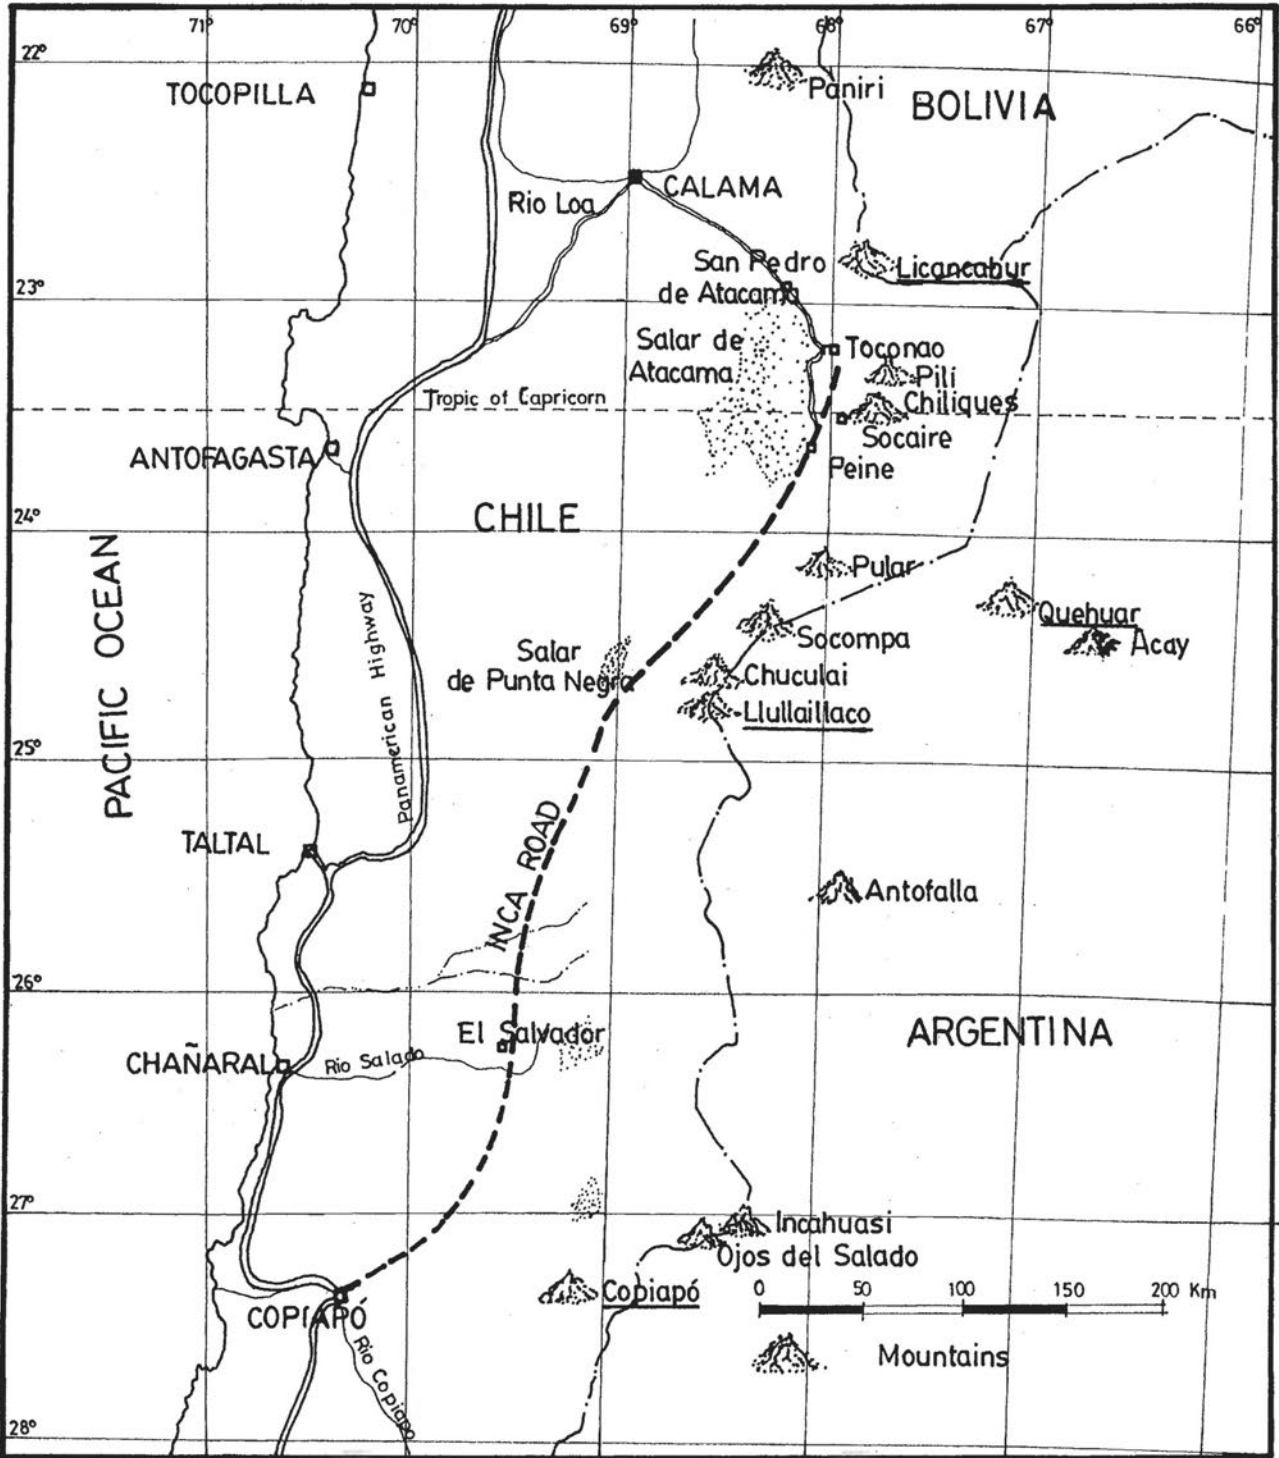 71°
70°
69°
68°
67°
66°
22°
TOCOPILLA
Paniri
BOLIVIA
Rio Loa
CALAMA
San Pedro
de Atacama
Licancabur
23°
Salar de
Atacama
Toconao
Pili
Tropic of Capricorn
Chiliques
Socaire
ANTOFAGASTA
Peine
CHILE
24°
PACIFIC OCEAN
Pular
Panamerican Highway
Quehuar
Acay
Socompa
Salar
de Punta Negra
Chuculai
Llullaillaco
25°
INCA ROAD
TALTAL
Antofalla
26°
El Salvador
ARGENTINA
CHAÑARAL
Rio Salado
27°
Incahuasi
Ojos del Salado
Copiapó
0 50 100 150 200 Km
COPIAPÓ
Rio Copiapo
Mountains
28°